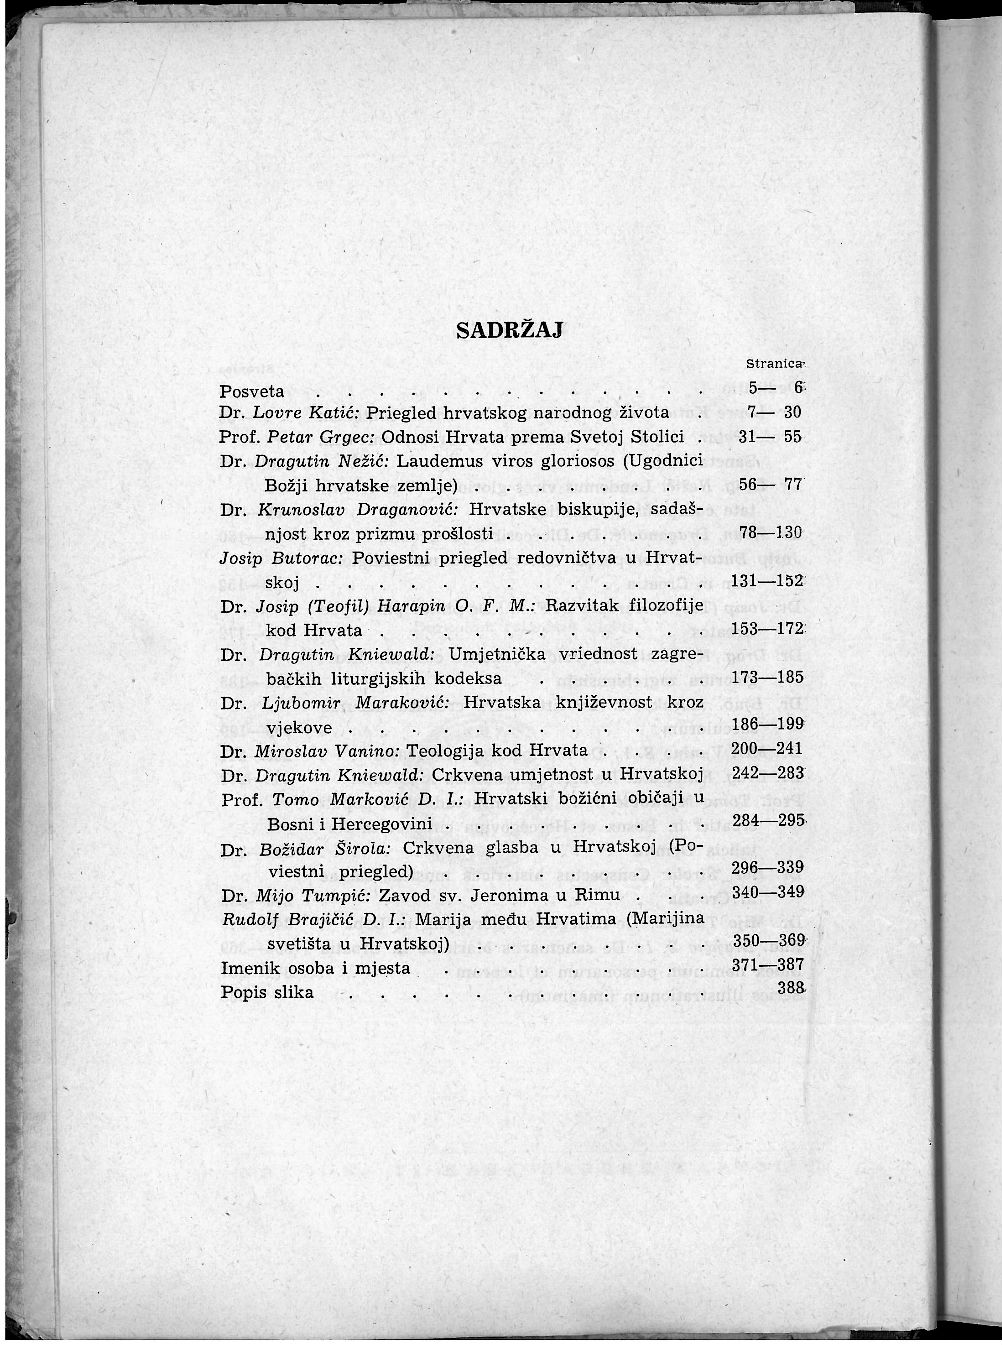 SADRŽAJ
Stranica
Posveta . . . . . . . . . . . . . 5— 6
Dr. Lovre Katić: Priegled hrvatskog narodnog života . 7— 30
Prof. Petar Grgec: Odnosi Hrvata prema Svetoj Stolici . 31— 55
Dr. Dragutin Nežić: Laudemus viros gloriosos (Ugodnici
Božji hrvatske zemlje) . . . . . . . . 56— 77
Dr. Krunoslav Draganović: Hrvatske biskupije, sadaš-
njost kroz prizmu prošlosti . . . . . . . 78—130
Josip Butorac: Poviestni priegled redovničtva u Hrvat-
skoj . . . . . . . . . . . . . 131—152
Dr. Josip (Teofil) Harapin O. F. M.: Razvitak filozofije
kod Hrvata . . . . . . . . . . . 153—172
Dr. Dragutin Kniewald: Umjetnička vriednost zagre-
bačkih liturgijskih kodeksa . . . . . . 173—185
Dr. Ljubomir Maraković: Hrvatska književnost kroz
vjekove . . . . . . . . . . . . 186—199
Dr. Miroslav Vanino: Teologija kod Hrvata . . . . 200—241
Dr. Dragutin Kniewald: Crkvena umjetnost u Hrvatskoj 242—283
Prof. Tomo Marković D. I.: Hrvatski božićni običaji u
Bosni i Hercegovini . . . . . . . . . 284—295
Dr. Božidar Širola: Crkvena glasba u Hrvatskoj (Po-
viestni priegled) . . . . . . . . . 296—339
Dr. Mijo Tumpić: Zavod sv. Jeronima u Rimu . . . 340—349
Rudolf Brajičić D. I.: Marija među Hrvatima (Marijina
svetišta u Hrvatskoj) . . . . . . . . 350—369
Imenik osoba i mjesta . . . . . . . . . 371—387
Popis slika . . . . . . . . . . . . 388